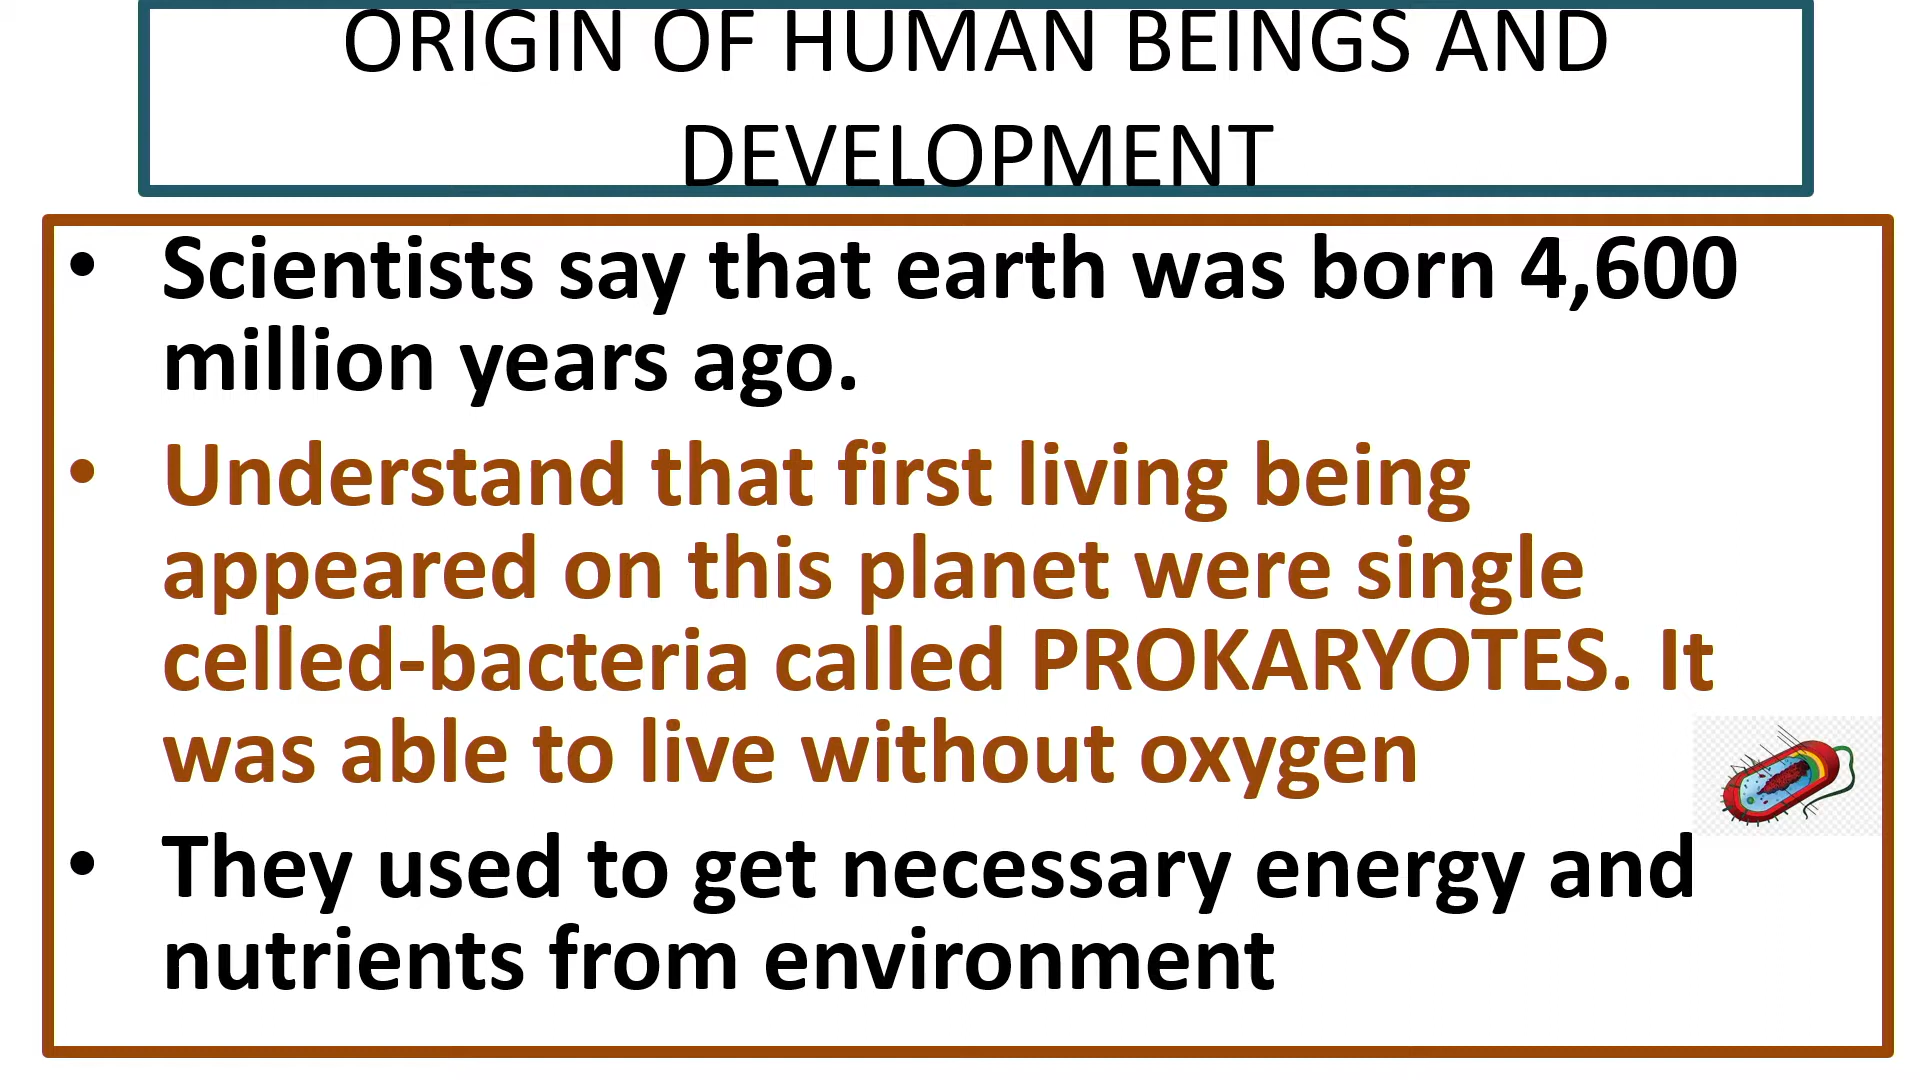 ORIGIN OF HUMAN BEINGS AND
DEVELOPMENT
• Scientists say that earth was born 4,600
million years ago.
• Understand that first living being
appeared on this planet were single
celled-bacteria called PROKARYOTES. It
was able to live without oxygen
• They used to get necessary energy and
nutrients from environment